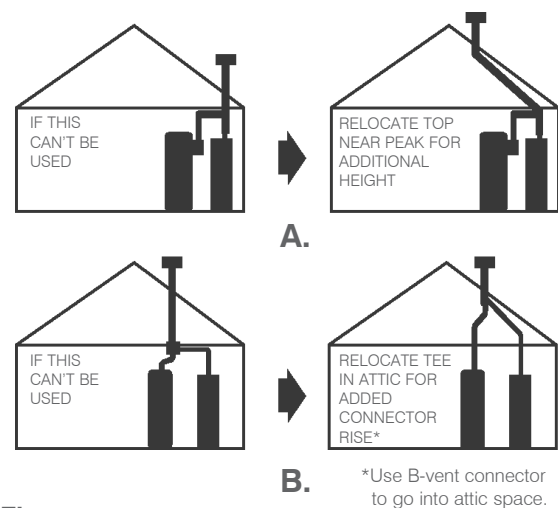 IF THIS
CAN'T BE
USED
RELOCATE TOP
NEAR PEAK FOR
ADDITIONAL
HEIGHT
A.
IF THIS
CAN'T BE
USED
RELOCATE TEE
IN ATTIC FOR
ADDED
CONNECTOR
RISE*
B.
*Use B-vent connector
to go into attic space.